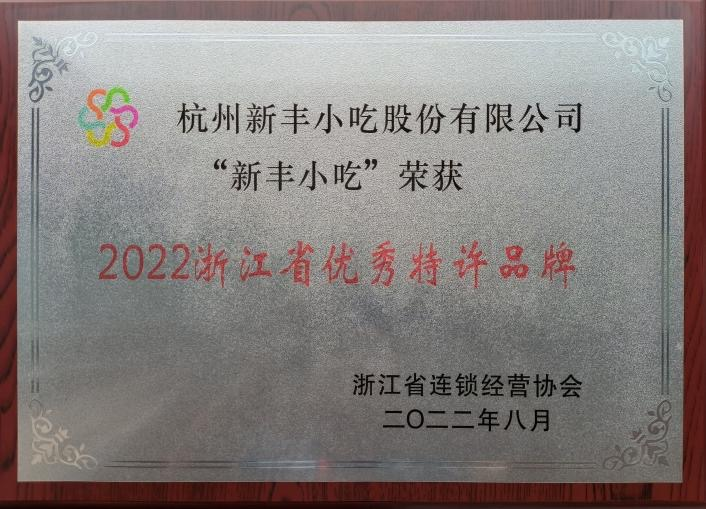 杭州新丰小吃股份有限公司
“新丰小吃”荣获
2022浙江省优秀特许品牌
浙江省连锁经营协会
二〇二二年八月